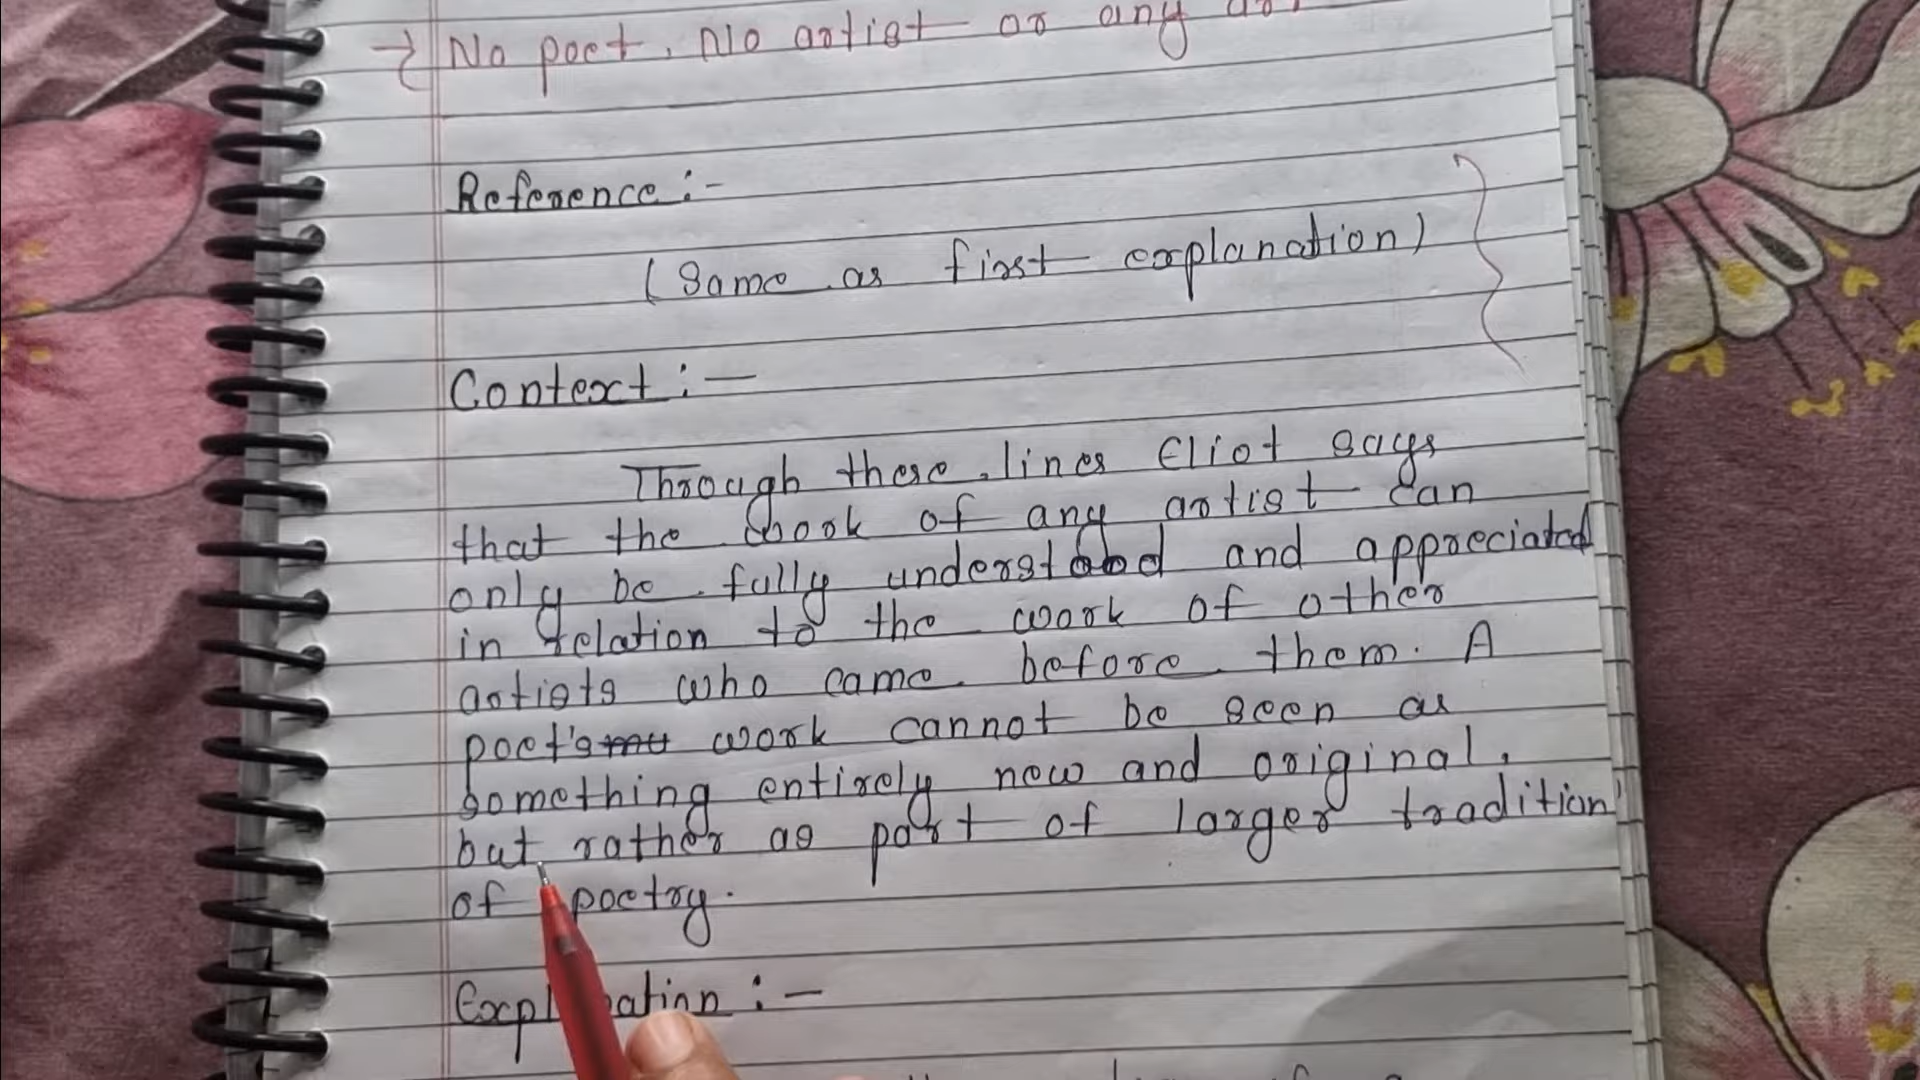 → No poet, No artist or any
Reference :-
(Same as first explanation)
Context :-
Through these lines Eliot says
that the work of any artist can
only be fully understood and appreciated
in relation to the work of other
artists who came before them. A
poet's work cannot be seen as
something entirely new and original,
but rather as part of larger tradition
of poetry.
Explanation :-